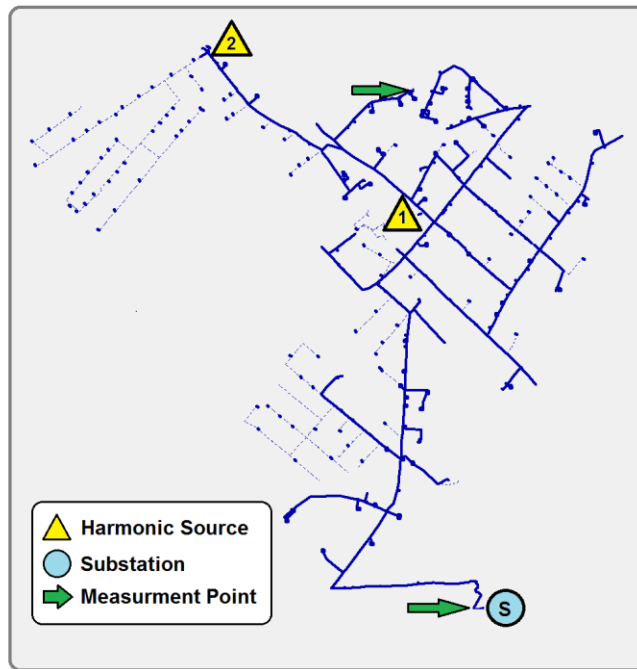 2
1
Harmonic Source
Substation
Measurment Point
S